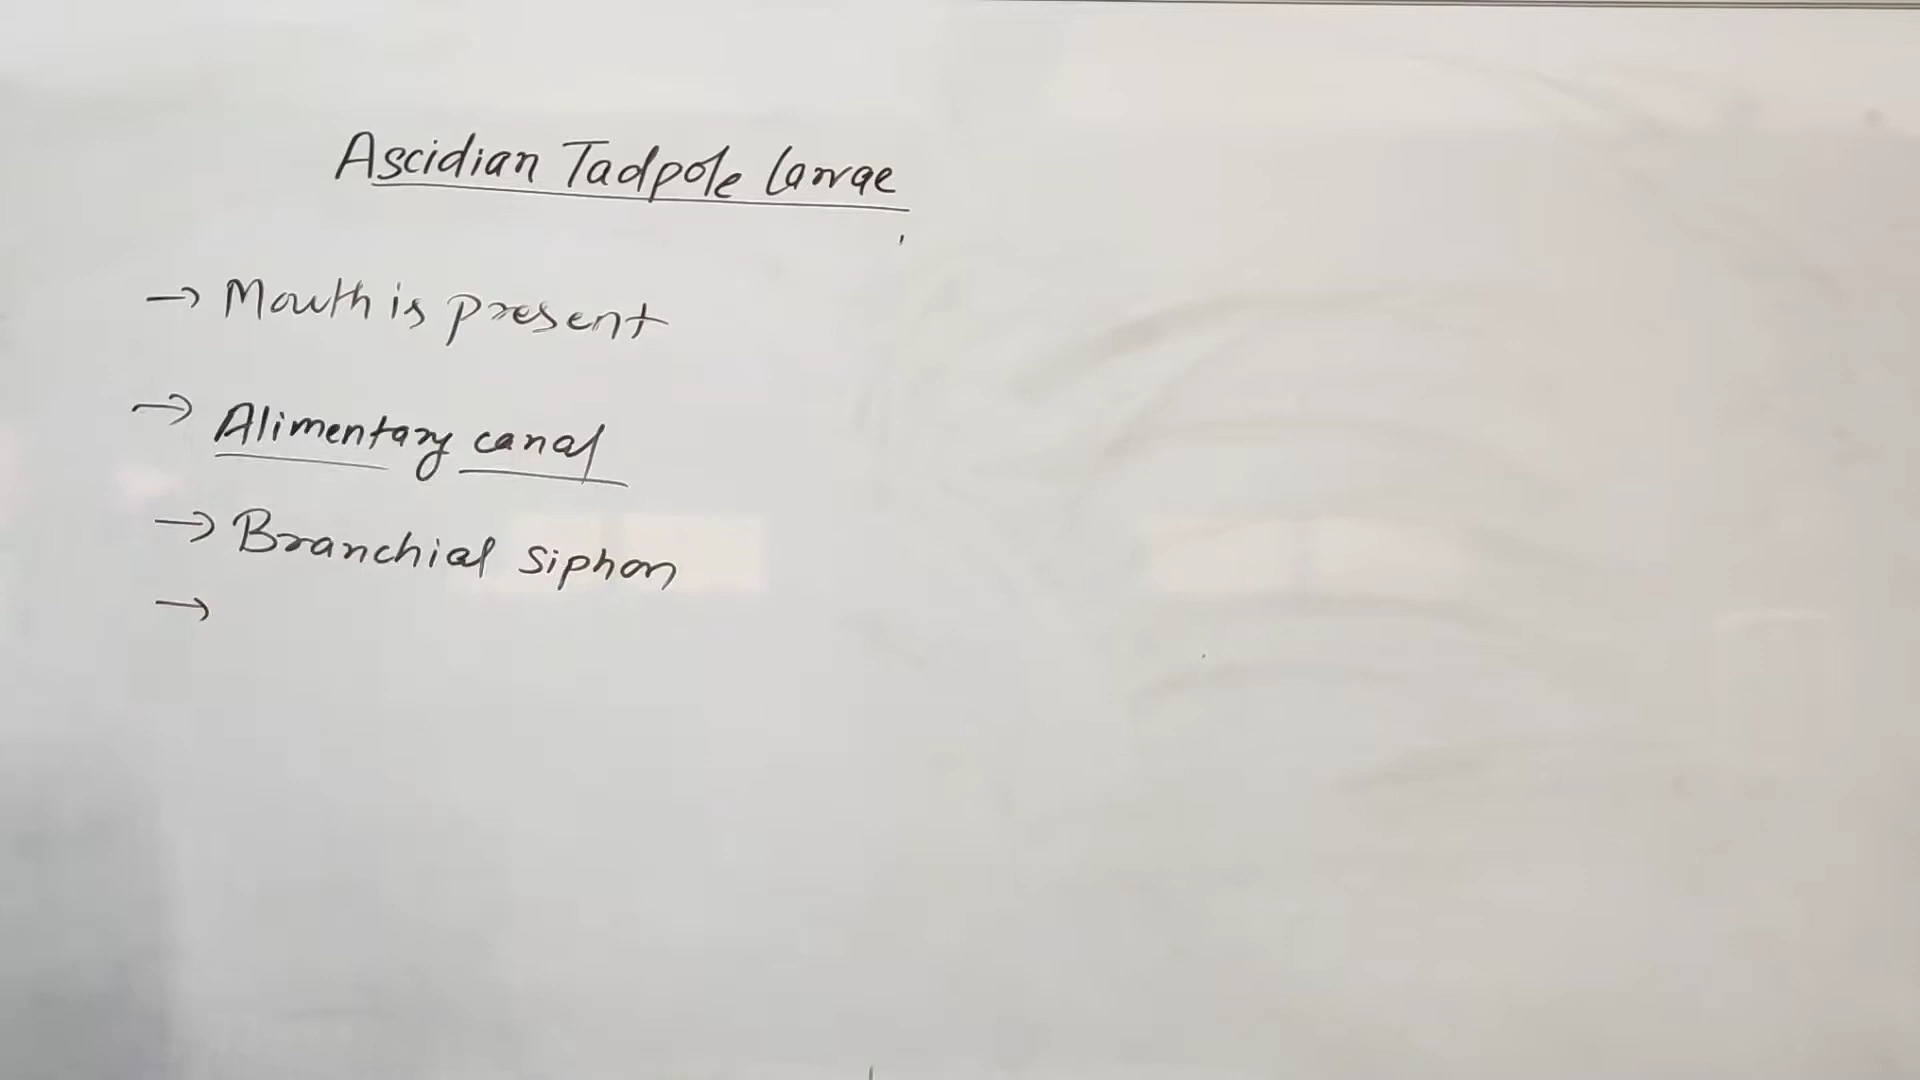 Ascidian Tadpole larvae
→ Mouth is present
→ Alimentary canal
→ Branchial siphon
→